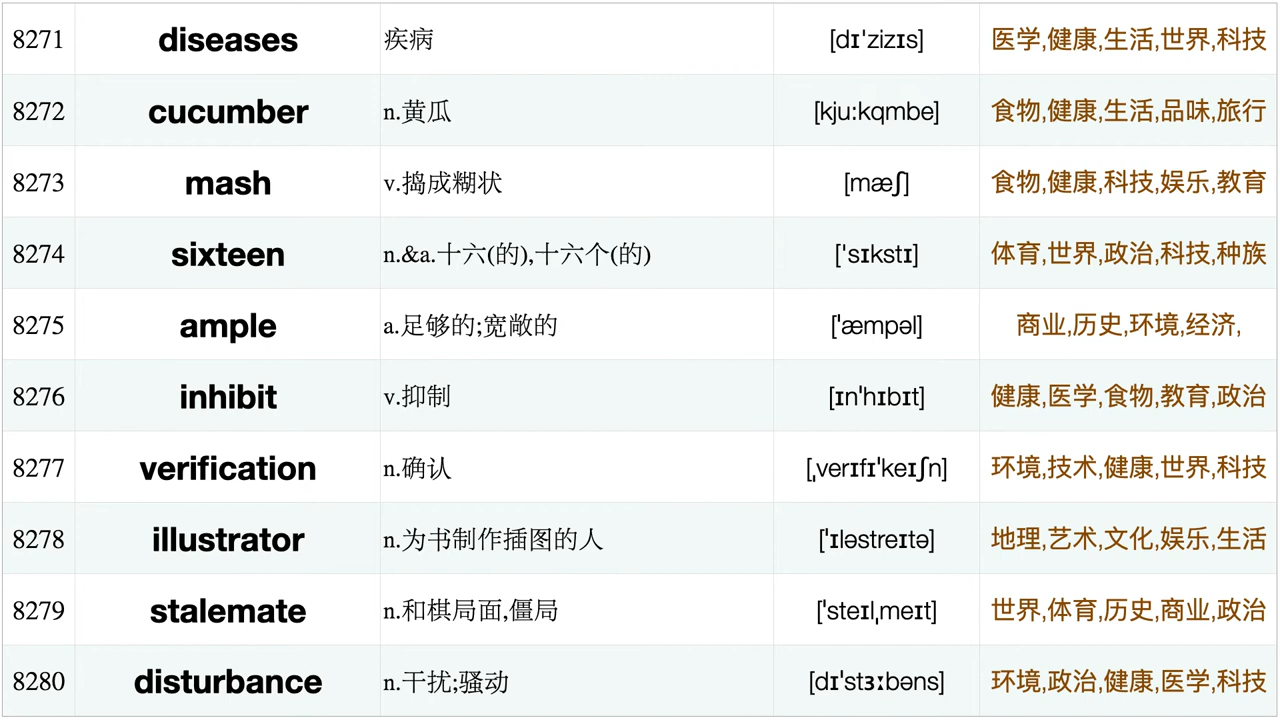 8271 diseases 疾病 [dɪˈzizɪs] 医学,健康,生活,世界,科技
8272 cucumber n.黄瓜 [kju:kqmbe] 食物,健康,生活,品味,旅行
8273 mash v.捣成糊状 [mæʃ] 食物,健康,科技,娱乐,教育
8274 sixteen n.&a.十六(的),十六个(的) [ˈsɪkstɪ] 体育,世界,政治,科技,种族
8275 ample a.足够的;宽敞的 [ˈæmpəl] 商业,历史,环境,经济,
8276 inhibit v.抑制 [ɪnˈhɪbɪt] 健康,医学,食物,教育,政治
8277 verification n.确认 [ˌverɪfɪˈkeɪʃn] 环境,技术,健康,世界,科技
8278 illustrator n.为书制作插图的人 [ˈɪləstreɪtə] 地理,艺术,文化,娱乐,生活
8279 stalemate n.和棋局面,僵局 [ˈsteɪlˌmeɪt] 世界,体育,历史,商业,政治
8280 disturbance n.干扰;骚动 [dɪˈstɜːbəns] 环境,政治,健康,医学,科技